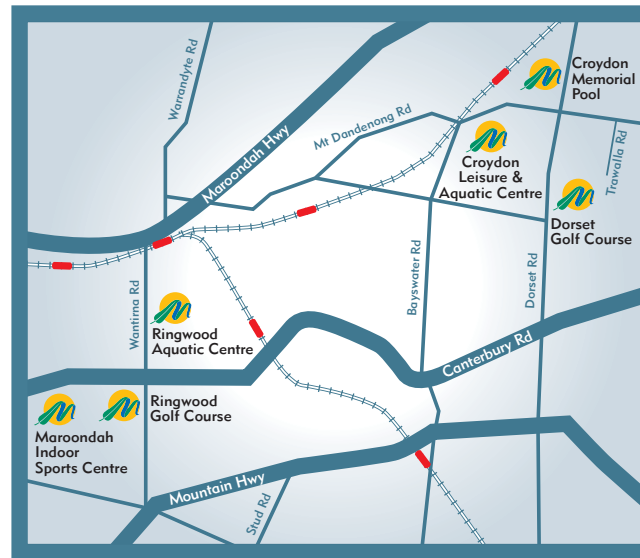 Warrandyte Rd
Maroondah Hwy
Mt Dandenong Rd
Croydon
Memorial
Pool
Croydon
Leisure &
Aquatic Centre
Trawalla Rd
Dorset
Golf Course
Wantirna Rd
Bayswater Rd
Dorset Rd
Ringwood
Aquatic Centre
Canterbury Rd
Ringwood
Golf Course
Maroondah
Indoor
Sports Centre
Mountain Hwy
Stud Rd